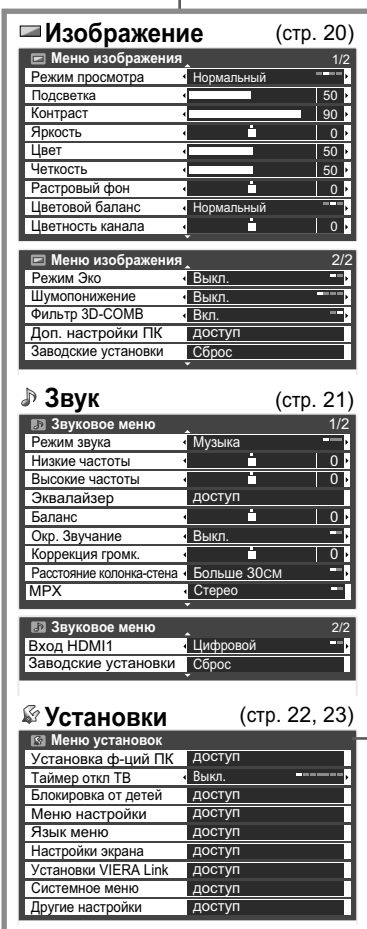 Изображение (стр. 20)
Меню изображения 1/2
Режим просмотра Нормальный
Подсветка 50
Контраст 90
Яркость 0
Цвет 50
Четкость 50
Растровый фон 0
Цветовой баланс Нормальный
Цветность канала 0
Меню изображения 2/2
Режим Эко Выкл.
Шумопонижение Выкл.
Фильтр 3D-COMB Вкл.
Доп. настройки ПК доступ
Заводские установки Сброс
Звук (стр. 21)
Звуковое меню 1/2
Режим звука Музыка
Низкие частоты 0
Высокие частоты 0
Эквалайзер доступ
Баланс 0
Окр. Звучание Выкл.
Коррекция громк. 0
Расстояние колонка-стена Больше 30см
MPX Стерео
Звуковое меню 2/2
Вход HDMI1 Цифровой
Заводские установки Сброс
Установки (стр. 22, 23)
Меню установок
Установка ф-ций ПК доступ
Таймер откл ТВ Выкл.
Блокировка от детей доступ
Меню настройки доступ
Язык меню доступ
Настройки экрана доступ
Установки VIERA Link доступ
Системное меню доступ
Другие настройки доступ